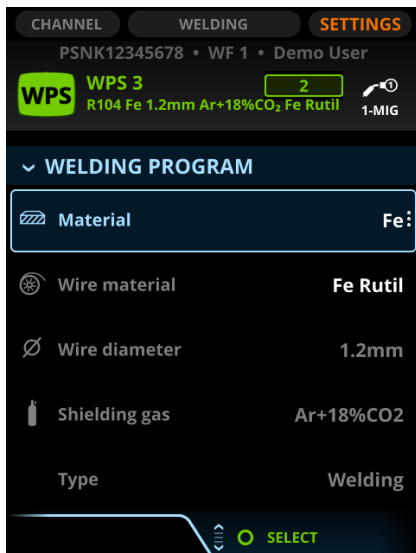 CHANNEL WELDING SETTINGS
PSNK12345678 • WF 1 • Demo User
WPS WPS 3 2 1
R104 Fe 1.2mm Ar+18%CO₂ Fe Rutil 1-MIG
WELDING PROGRAM
Material Fe
Wire material Fe Rutil
Wire diameter 1.2mm
Shielding gas Ar+18%CO2
Type Welding
SELECT